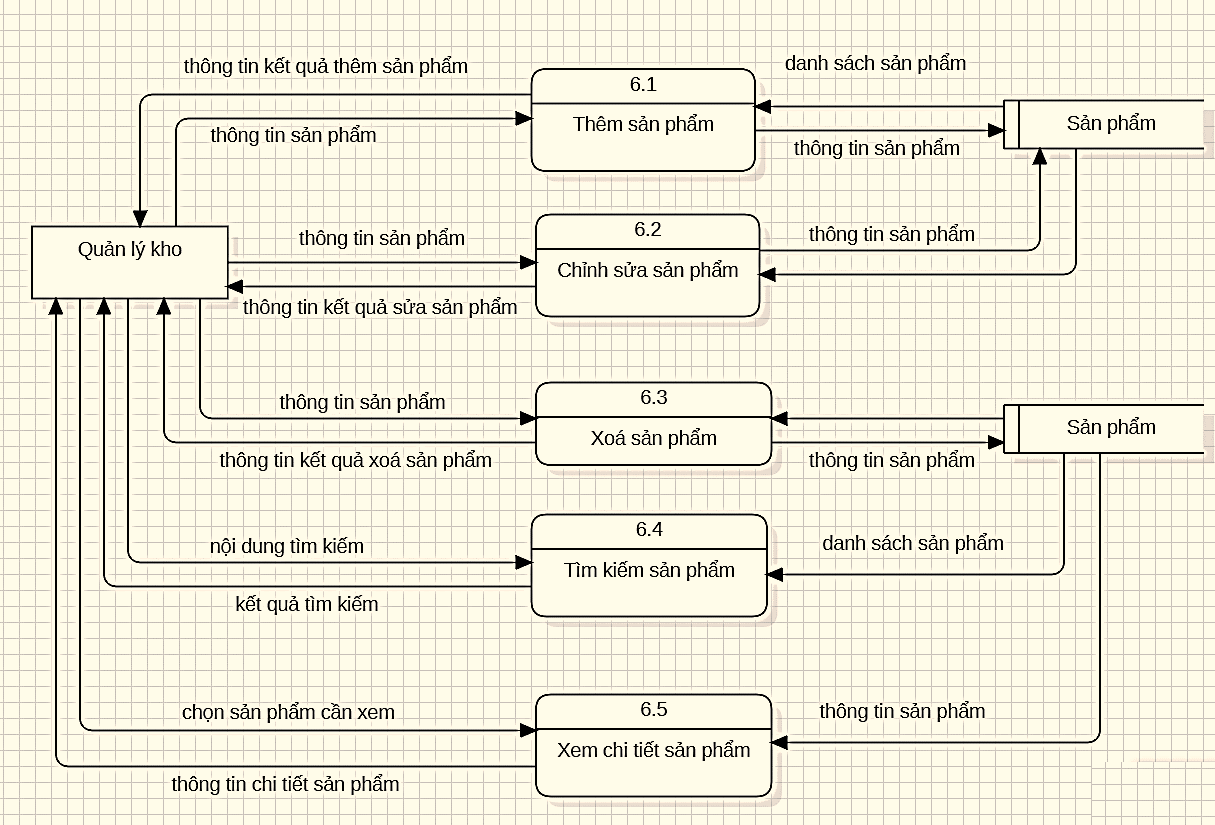 thông tin kết quả thêm sản phẩm
danh sách sản phẩm
6.1
Thêm sản phẩm
Sản phẩm
thông tin sản phẩm
thông tin sản phẩm
6.2
Chỉnh sửa sản phẩm
thông tin sản phẩm
thông tin sản phẩm
Quản lý kho
thông tin kết quả sửa sản phẩm
6.3
Xoá sản phẩm
thông tin sản phẩm
Sản phẩm
thông tin kết quả xoá sản phẩm
thông tin sản phẩm
6.4
Tìm kiếm sản phẩm
nội dung tìm kiếm
danh sách sản phẩm
kết quả tìm kiếm
6.5
Xem chi tiết sản phẩm
chọn sản phẩm cần xem
thông tin sản phẩm
thông tin chi tiết sản phẩm